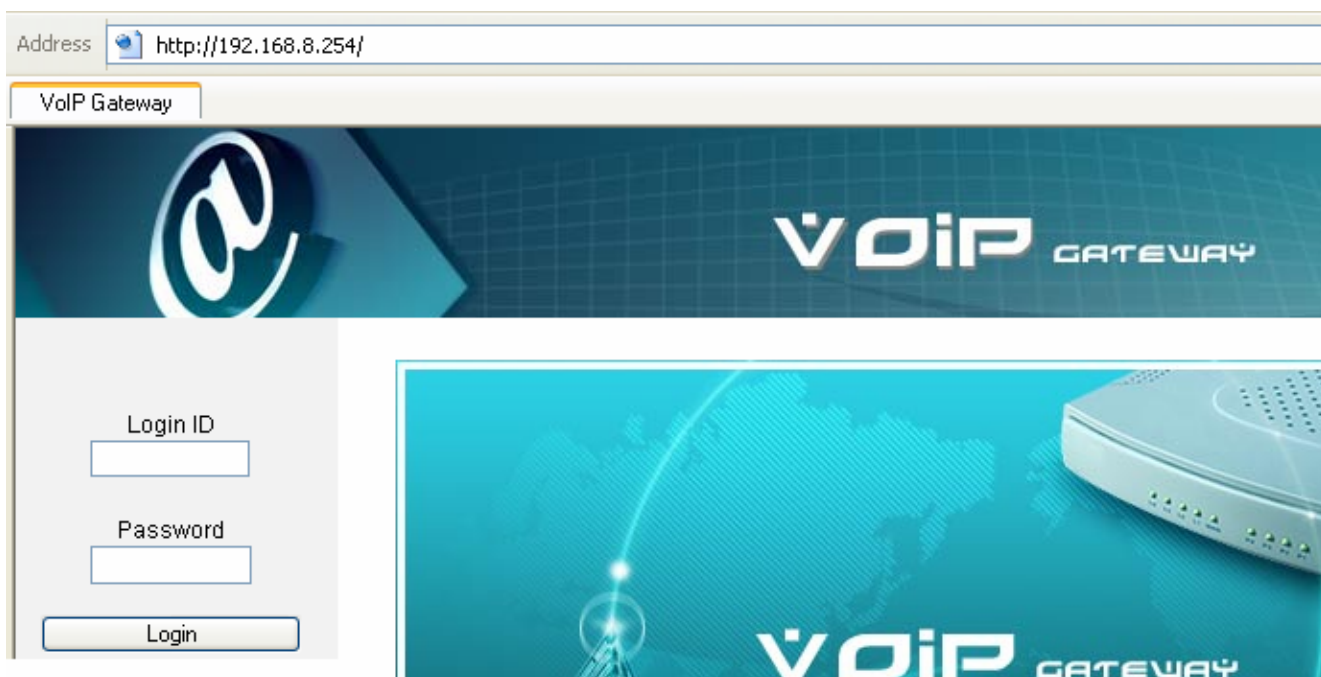 Address http://192.168.8.254/
VoIP Gateway
VOiP GATEWAY
Login ID
Password
Login
VOiP GATEWAY